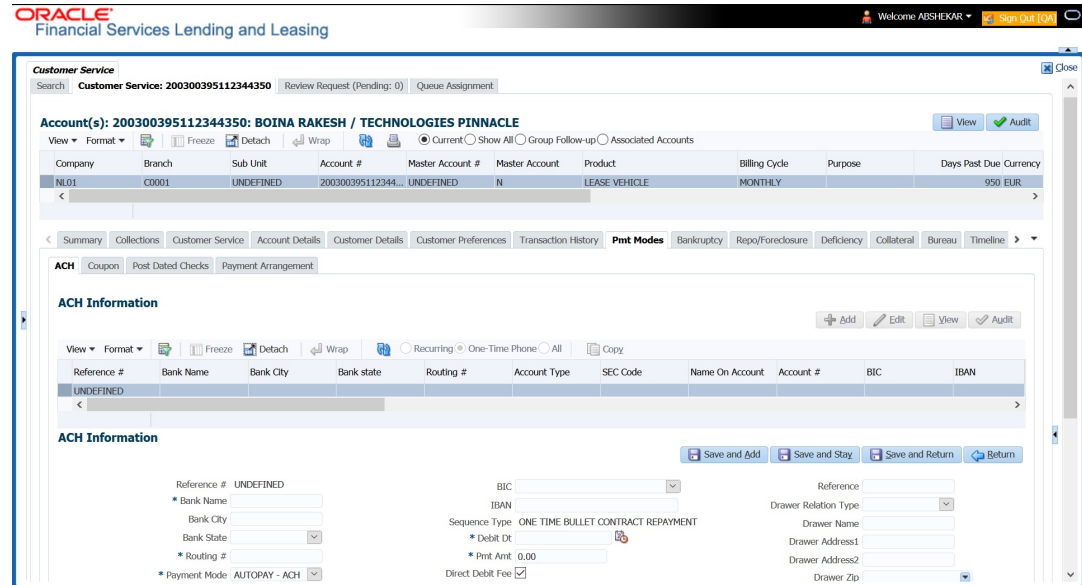 ORACLE
Financial Services Lending and Leasing
Welcome ABSHEKAR
Sign Out [QA]
Customer Service
Close
Search Customer Service: 200300395112344350 Review Request (Pending: 0) Queue Assignment
Account(s): 200300395112344350: BOINA RAKESH / TECHNOLOGIES PINNACLE
View Audit
View Format Freeze Detach Wrap Current Show All Group Follow-up Associated Accounts
Company Branch Sub Unit Account # Master Account # Master Account Product Billing Cycle Purpose Days Past Due Currency
NL01 C0001 UNDEFINED 200300395112344... UNDEFINED N LEASE VEHICLE MONTHLY 950 EUR
Summary Collections Customer Service Account Details Customer Details Customer Preferences Transaction History Pmt Modes Bankruptcy Repo/Foreclosure Deficiency Collateral Bureau Timeline
ACH Coupon Post Dated Checks Payment Arrangement
ACH Information
Add Edit View Audit
View Format Freeze Detach Wrap Recurring One-Time Phone All Copy
Reference # Bank Name Bank City Bank state Routing # Account Type SEC Code Name On Account Account # BIC IBAN
UNDEFINED
ACH Information
Save and Add Save and Stay Save and Return Return
Reference # UNDEFINED BIC Reference
* Bank Name IBAN Drawer Relation Type
Bank City Sequence Type ONE TIME BULLET CONTRACT REPAYMENT Drawer Name
Bank State * Debit Dt Drawer Address1
* Routing # * Pmt Amt 0.00 Drawer Address2
* Payment Mode AUTOPAY - ACH Direct Debit Fee Drawer Zip